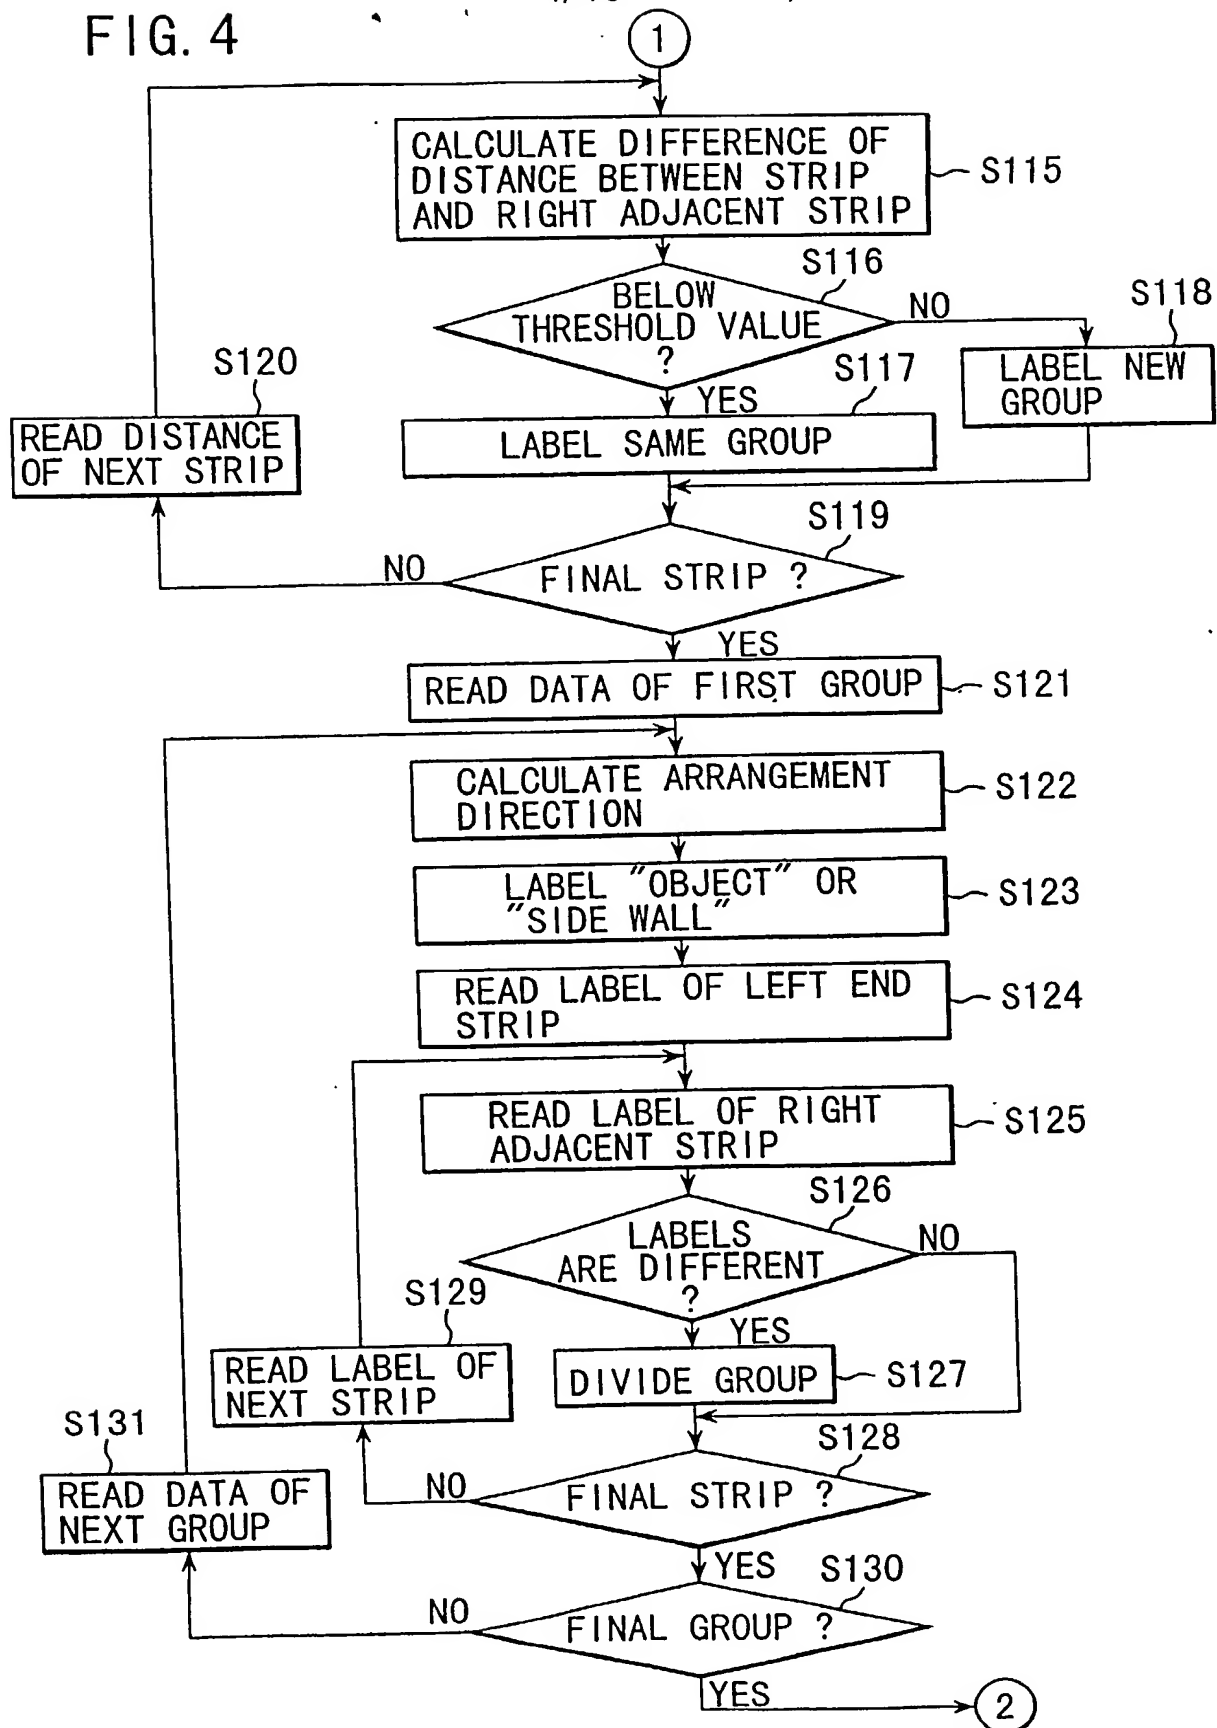 FIG. 4
1
CALCULATE DIFFERENCE OF
DISTANCE BETWEEN STRIP
AND RIGHT ADJACENT STRIP
S115
S116
BELOW
THRESHOLD VALUE
?
NO
S118
LABEL NEW
GROUP
YES
S117
LABEL SAME GROUP
S120
READ DISTANCE
OF NEXT STRIP
S119
FINAL STRIP ?
NO
YES
READ DATA OF FIRST GROUP
S121
CALCULATE ARRANGEMENT
DIRECTION
S122
LABEL "OBJECT" OR
"SIDE WALL"
S123
READ LABEL OF LEFT END
STRIP
S124
READ LABEL OF RIGHT
ADJACENT STRIP
S125
S126
LABELS
ARE DIFFERENT
?
NO
YES
S129
READ LABEL OF
NEXT STRIP
DIVIDE GROUP
S127
S128
FINAL STRIP ?
NO
YES
S131
READ DATA OF
NEXT GROUP
S130
FINAL GROUP ?
NO
YES
2